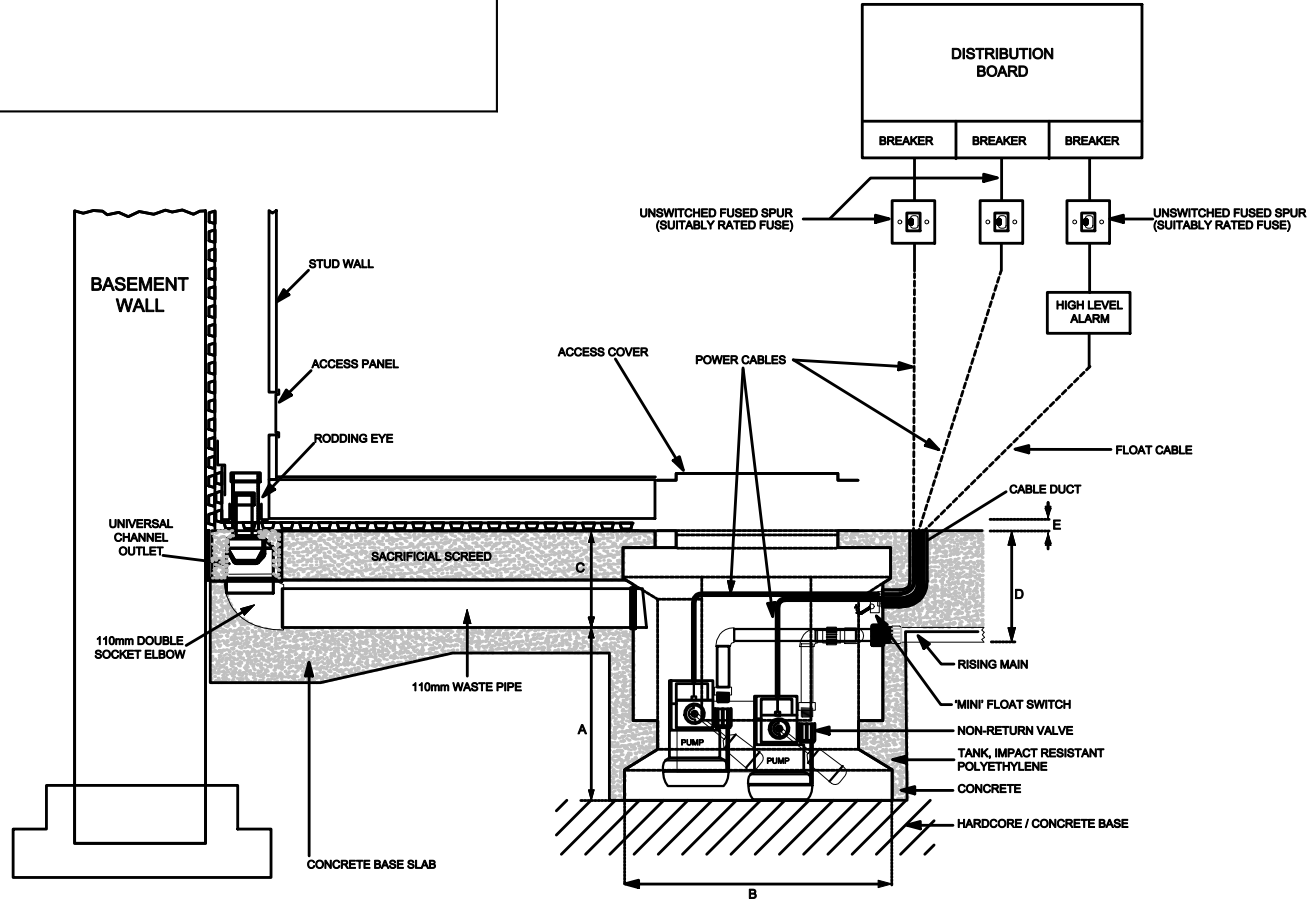 DISTRIBUTION
BOARD
BREAKER
BREAKER
BREAKER
UNSWITCHED FUSED SPUR
(SUITABLY RATED FUSE)
UNSWITCHED FUSED SPUR
(SUITABLY RATED FUSE)
HIGH LEVEL
ALARM
BASEMENT
WALL
STUD WALL
ACCESS PANEL
RODDING EYE
ACCESS COVER
POWER CABLES
FLOAT CABLE
CABLE DUCT
E
UNIVERSAL
CHANNEL
OUTLET
SACRIFICIAL SCREED
C
D
110mm DOUBLE
SOCKET ELBOW
110mm WASTE PIPE
RISING MAIN
'MINI' FLOAT SWITCH
A
NON-RETURN VALVE
PUMP
PUMP
TANK, IMPACT RESISTANT
POLYETHYLENE
CONCRETE
HARDCORE / CONCRETE BASE
CONCRETE BASE SLAB
B